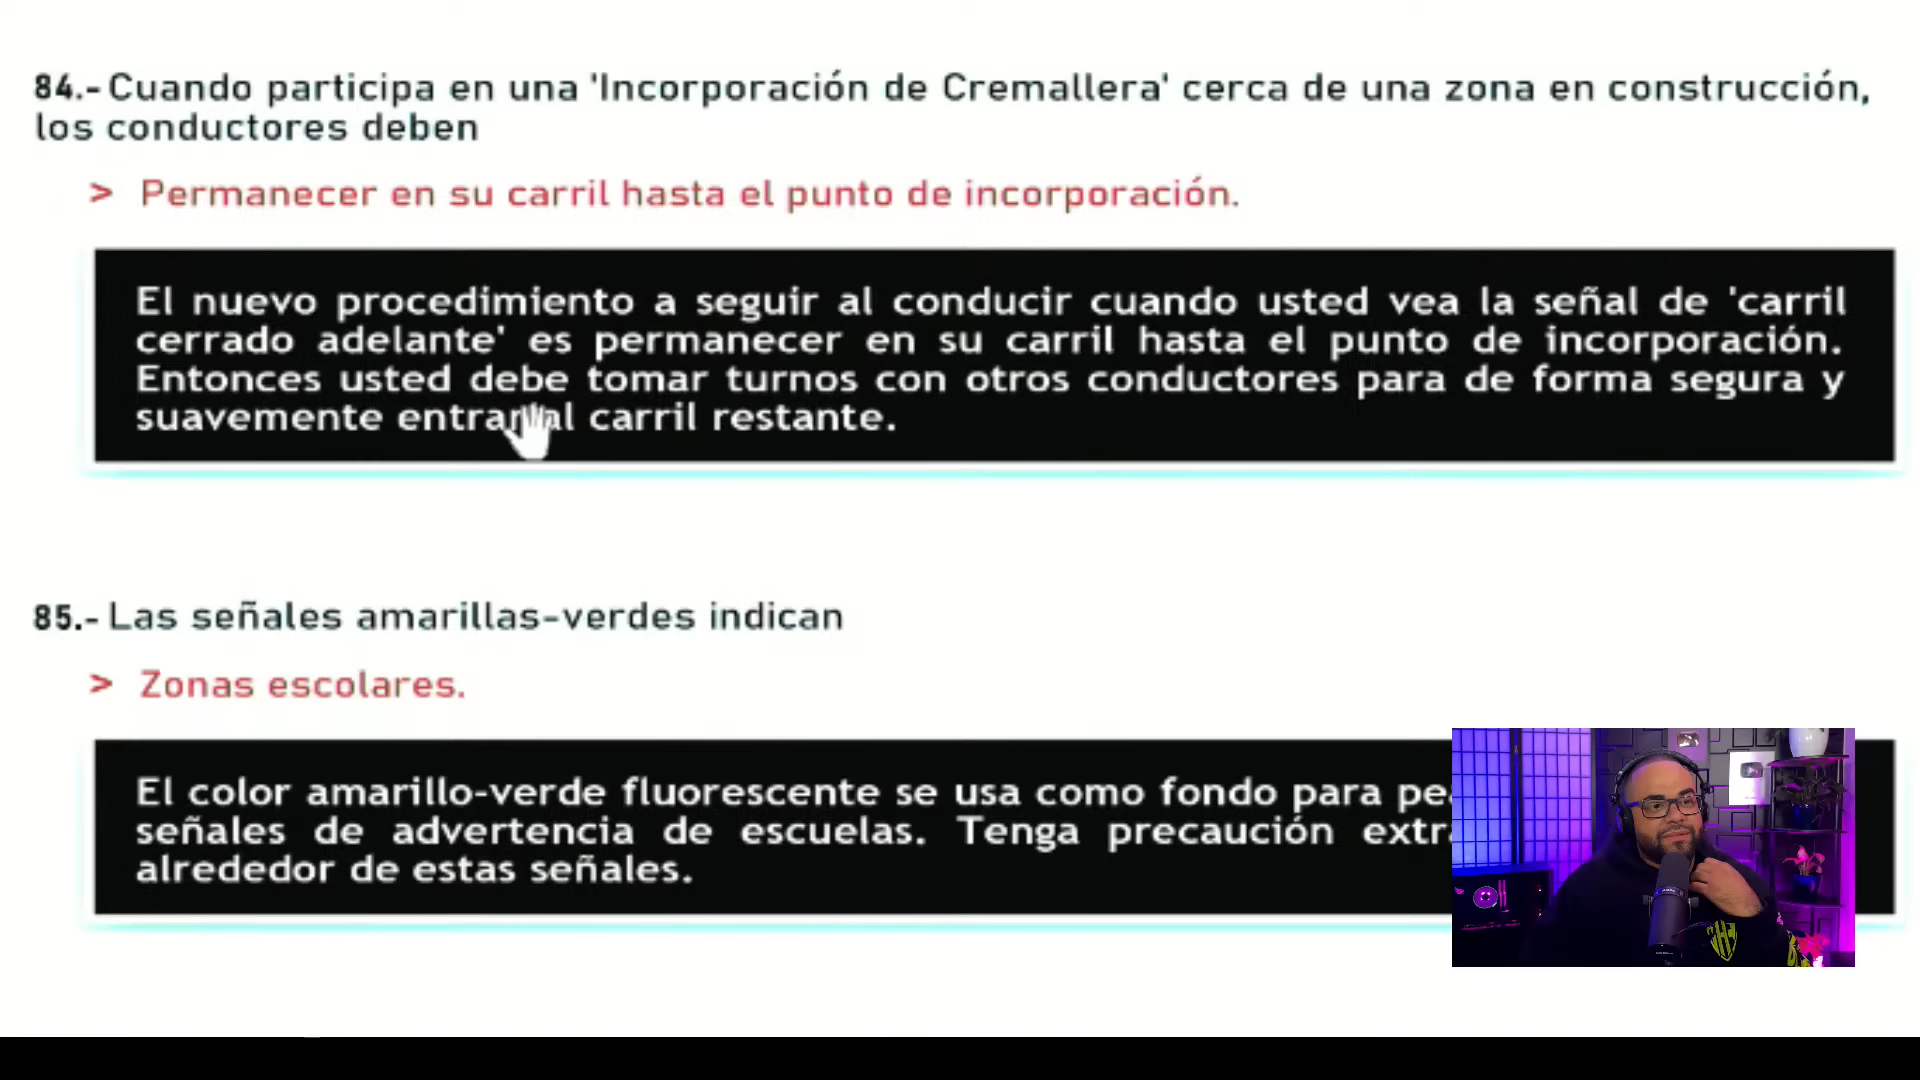 84.- Cuando participa en una 'Incorporación de Cremallera' cerca de una zona en construcción,
los conductores deben
> Permanecer en su carril hasta el punto de incorporación.
El nuevo procedimiento a seguir al conducir cuando usted vea la señal de 'carril
cerrado adelante' es permanecer en su carril hasta el punto de incorporación.
Entonces usted debe tomar turnos con otros conductores para de forma segura y
suavemente entrar al carril restante.
85.- Las señales amarillas-verdes indican
> Zonas escolares.
El color amarillo-verde fluorescente se usa como fondo para
señales de advertencia de escuelas. Tenga precaución
alrededor de estas señales.